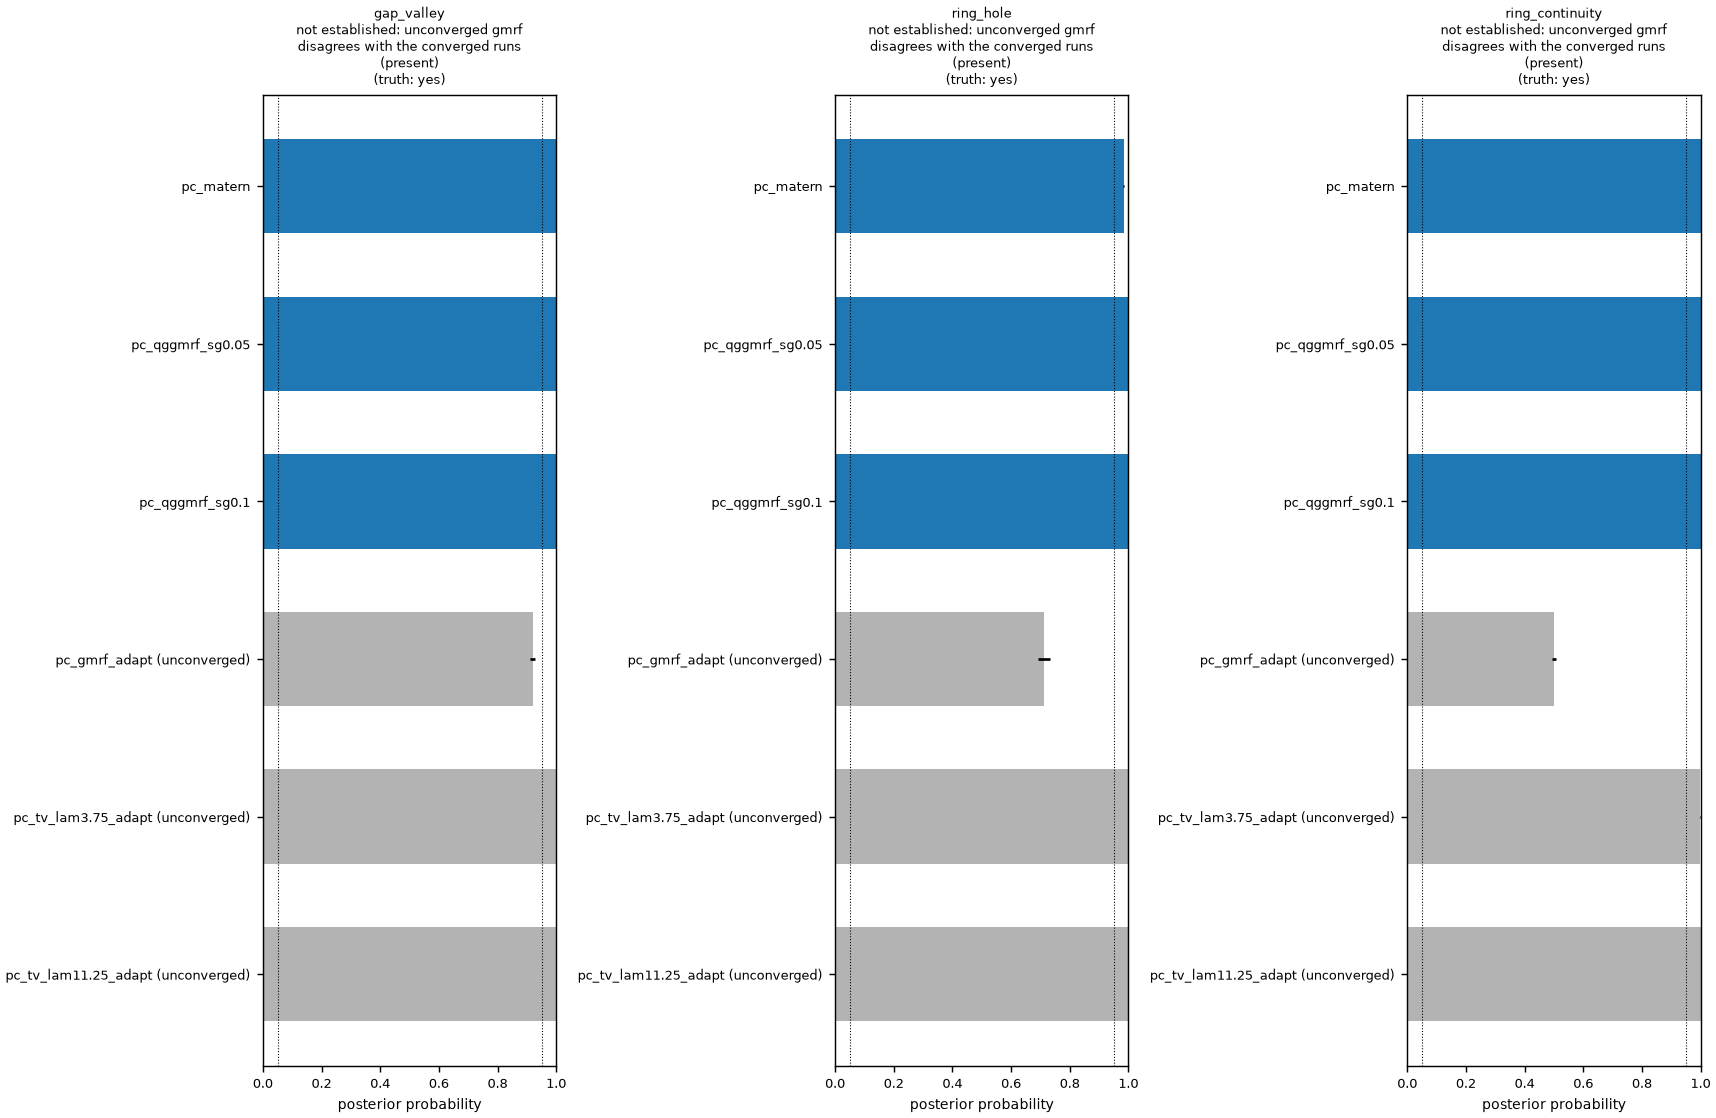 gap_valley
not established: unconverged gmrf
disagrees with the converged runs
(present)
(truth: yes)
pc_matern
pc_qggmrf_sg0.05
pc_qggmrf_sg0.1
pc_gmrf_adapt (unconverged)
pc_tv_lam3.75_adapt (unconverged)
pc_tv_lam11.25_adapt (unconverged)
0.0 0.2 0.4 0.6 0.8 1.0
posterior probability
ring_hole
not established: unconverged gmrf
disagrees with the converged runs
(present)
(truth: yes)
pc_matern
pc_qggmrf_sg0.05
pc_qggmrf_sg0.1
pc_gmrf_adapt (unconverged)
pc_tv_lam3.75_adapt (unconverged)
pc_tv_lam11.25_adapt (unconverged)
0.0 0.2 0.4 0.6 0.8 1.0
posterior probability
ring_continuity
not established: unconverged gmrf
disagrees with the converged runs
(present)
(truth: yes)
pc_matern
pc_qggmrf_sg0.05
pc_qggmrf_sg0.1
pc_gmrf_adapt (unconverged)
pc_tv_lam3.75_adapt (unconverged)
pc_tv_lam11.25_adapt (unconverged)
0.0 0.2 0.4 0.6 0.8 1.0
posterior probability